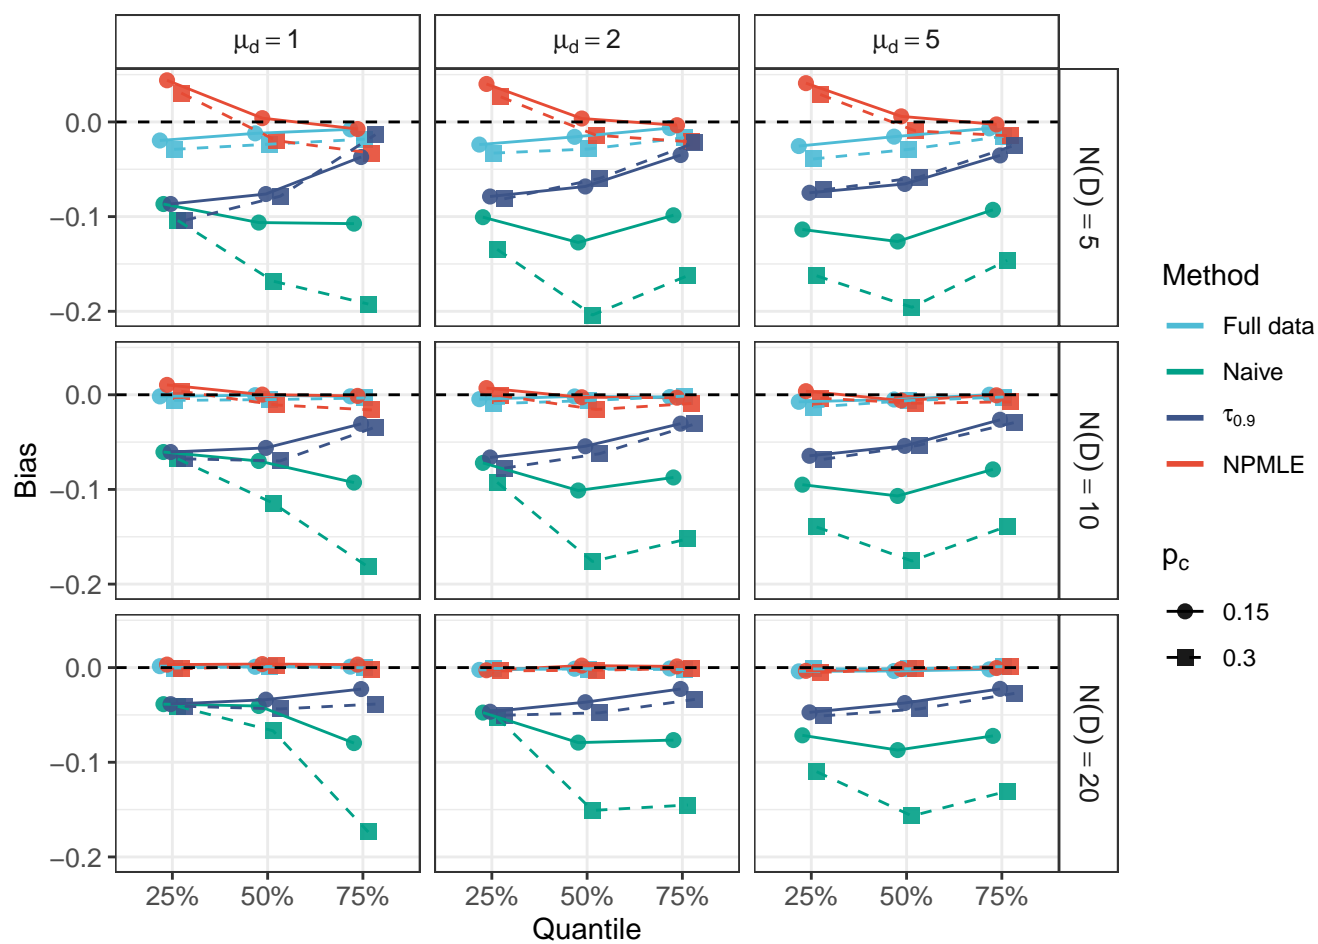 μd = 1
μd = 2
μd = 5
0.0
−0.1
−0.2
N(D) = 5
0.0
−0.1
−0.2
N(D) = 10
0.0
−0.1
−0.2
N(D) = 20
25% 50% 75%
25% 50% 75%
25% 50% 75%
Quantile
Bias
Method
Full data
Naive
τ0.9
NPMLE
pc
0.15
0.3